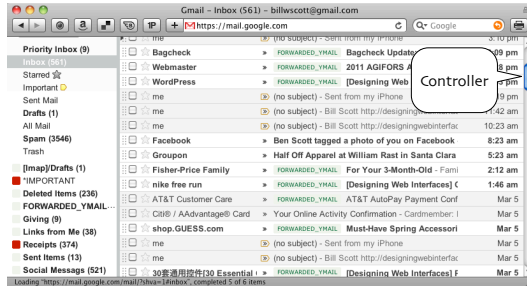 Gmail – Inbox (561) – billwscott@gmail.com
1P + M https://mail.google.com Google
Priority Inbox (9)
Inbox (561)
Starred
Important
Sent Mail
Drafts (1)
All Mail
Spam (3546)
Trash
[Imap]/Drafts (1)
*IMPORTANT
Deleted Items (236)
FORWARDED_YMAIL...
Giving (9)
Links from Me (38)
Receipts (374)
Sent Items (13)
Social Messags (521)
me (no subject) - Sent from my iPhone 3:10 pm
Bagcheck » FORWARDED_YMAIL Bagcheck Update :09 pm
Webmaster » FORWARDED_YMAIL 2011 AGIFORS A 8 pm
WordPress » FORWARDED_YMAIL [Designing Web pm
me (no subject) - Sent from my iPhone 19 pm
me (no subject) - Bill Scott http://designingwebinterfac 11:42 am
me (no subject) - Bill Scott http://designingwebinterfac 10:23 am
Facebook » Ben Scott tagged a photo of you on Facebook 8:23 am
Groupon » Half Off Apparel at William Rast in Santa Clara 5:23 am
Fisher-Price Family » FORWARDED_YMAIL For Your 3-Month-Old - Fami 2:12 am
nike free run » FORWARDED_YMAIL [Designing Web Interfaces] 1:46 am
AT&T Customer Care » FORWARDED_YMAIL AT&T AutoPay Payment Conf Mar 5
Citi® / AAdvantage® Card » Your Online Activity Confimation - Cardmember: Mar 5
shop.GUESS.com » FORWARDED_YMAIL Must-Have Spring Accessori Mar 5
me (no subject) - Sent from my iPhone Mar 5
me (no subject) - Bill Scott http://designingwebinterfac Mar 5
30套通用控件[30 Essential » FORWARDED_YMAIL [Designing Web Interfaces] Mar 5
Controller
Loading "https://mail.google.com/mail/?shva=1#inbox", completed 5 of 6 items